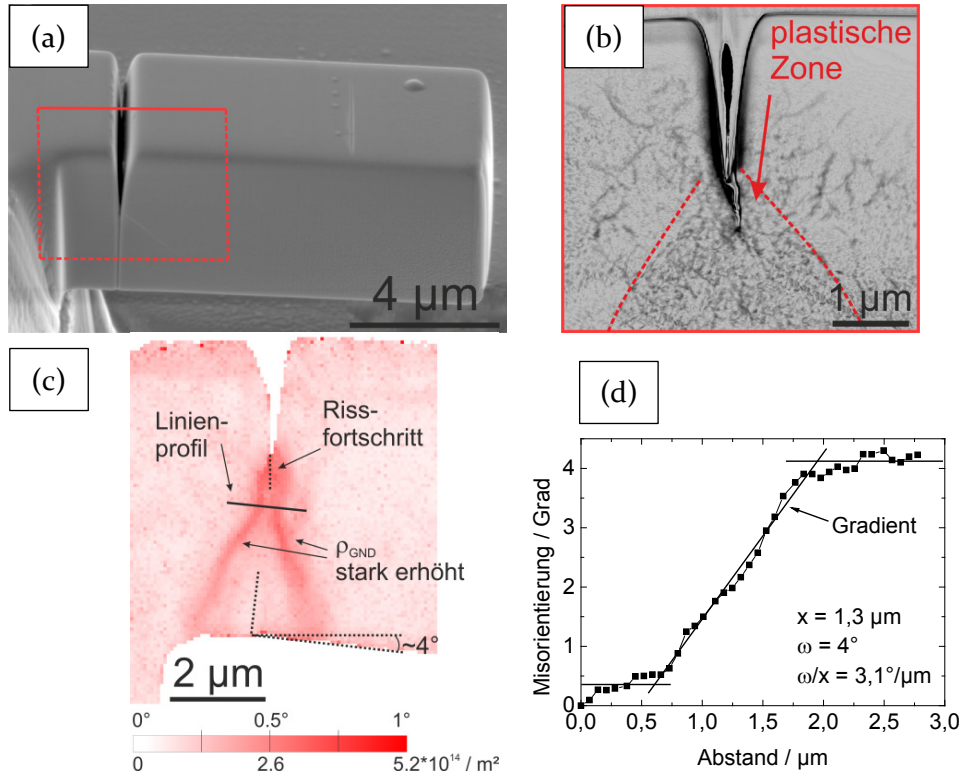 (a)
4 µm
(b)
plastische
Zone
1 µm
(c)
Linien-
profil
Riss-
fortschritt
ρGND
stark erhöht
~4°
2 µm
0° 0.5° 1°
0 2.6 5.2*10¹⁴ / m²
(d)
Misorientierung / Grad
4
3
2
1
0
Gradient
x = 1,3 µm
ω = 4°
ω/x = 3,1°/µm
0,0 0,5 1,0 1,5 2,0 2,5 3,0
Abstand / µm